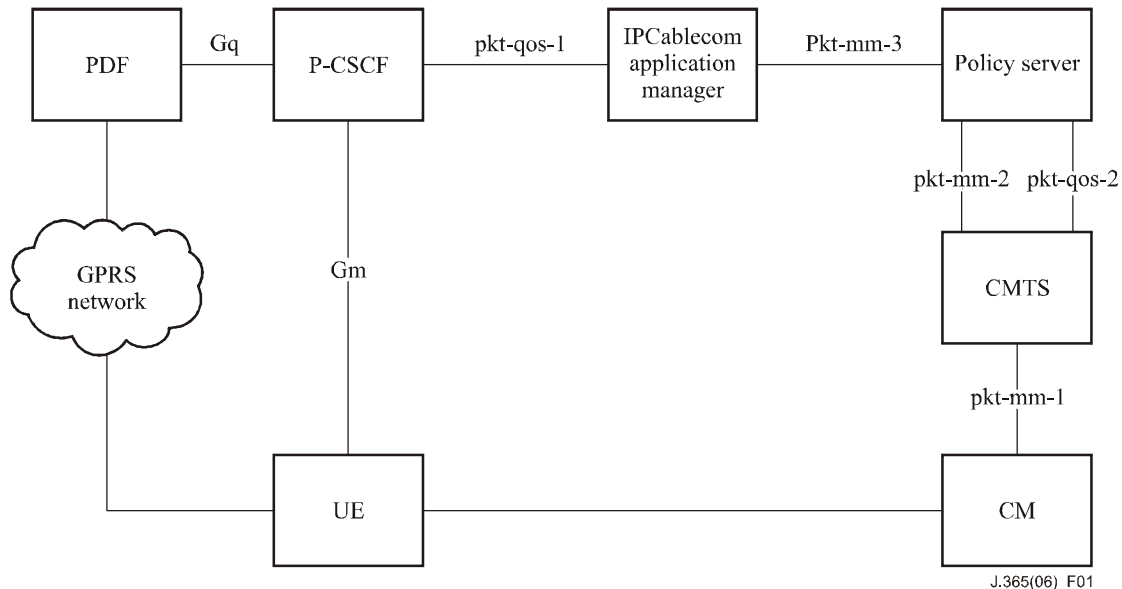 Gq
pkt-qos-1
Pkt-mm-3
PDF
P-CSCF
IPCablecom
application
manager
Policy server
pkt-mm-2
pkt-qos-2
GPRS
network
Gm
CMTS
pkt-mm-1
UE
CM
J.365(06)_F01